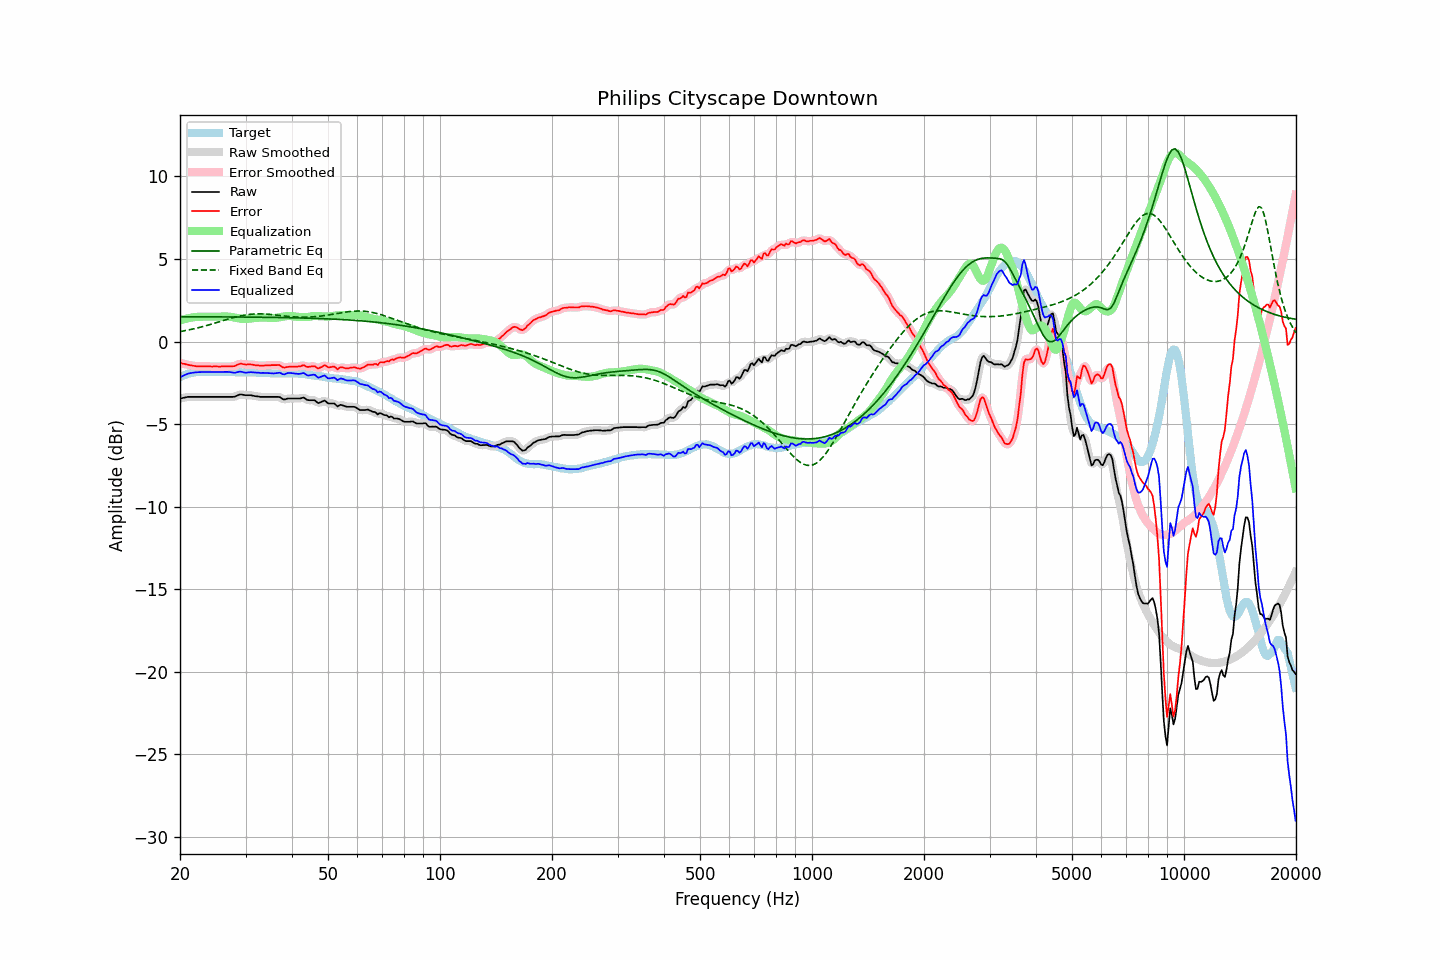 Philips Cityscape Downtown
Target
Raw Smoothed
Error Smoothed
Raw
Error
Equalization
Parametric Eq
Fixed Band Eq
Equalized
10
5
0
−5
−10
−15
−20
−25
−30
Amplitude (dBr)
20 50 100 200 500 1000 2000 5000 10000 20000
Frequency (Hz)